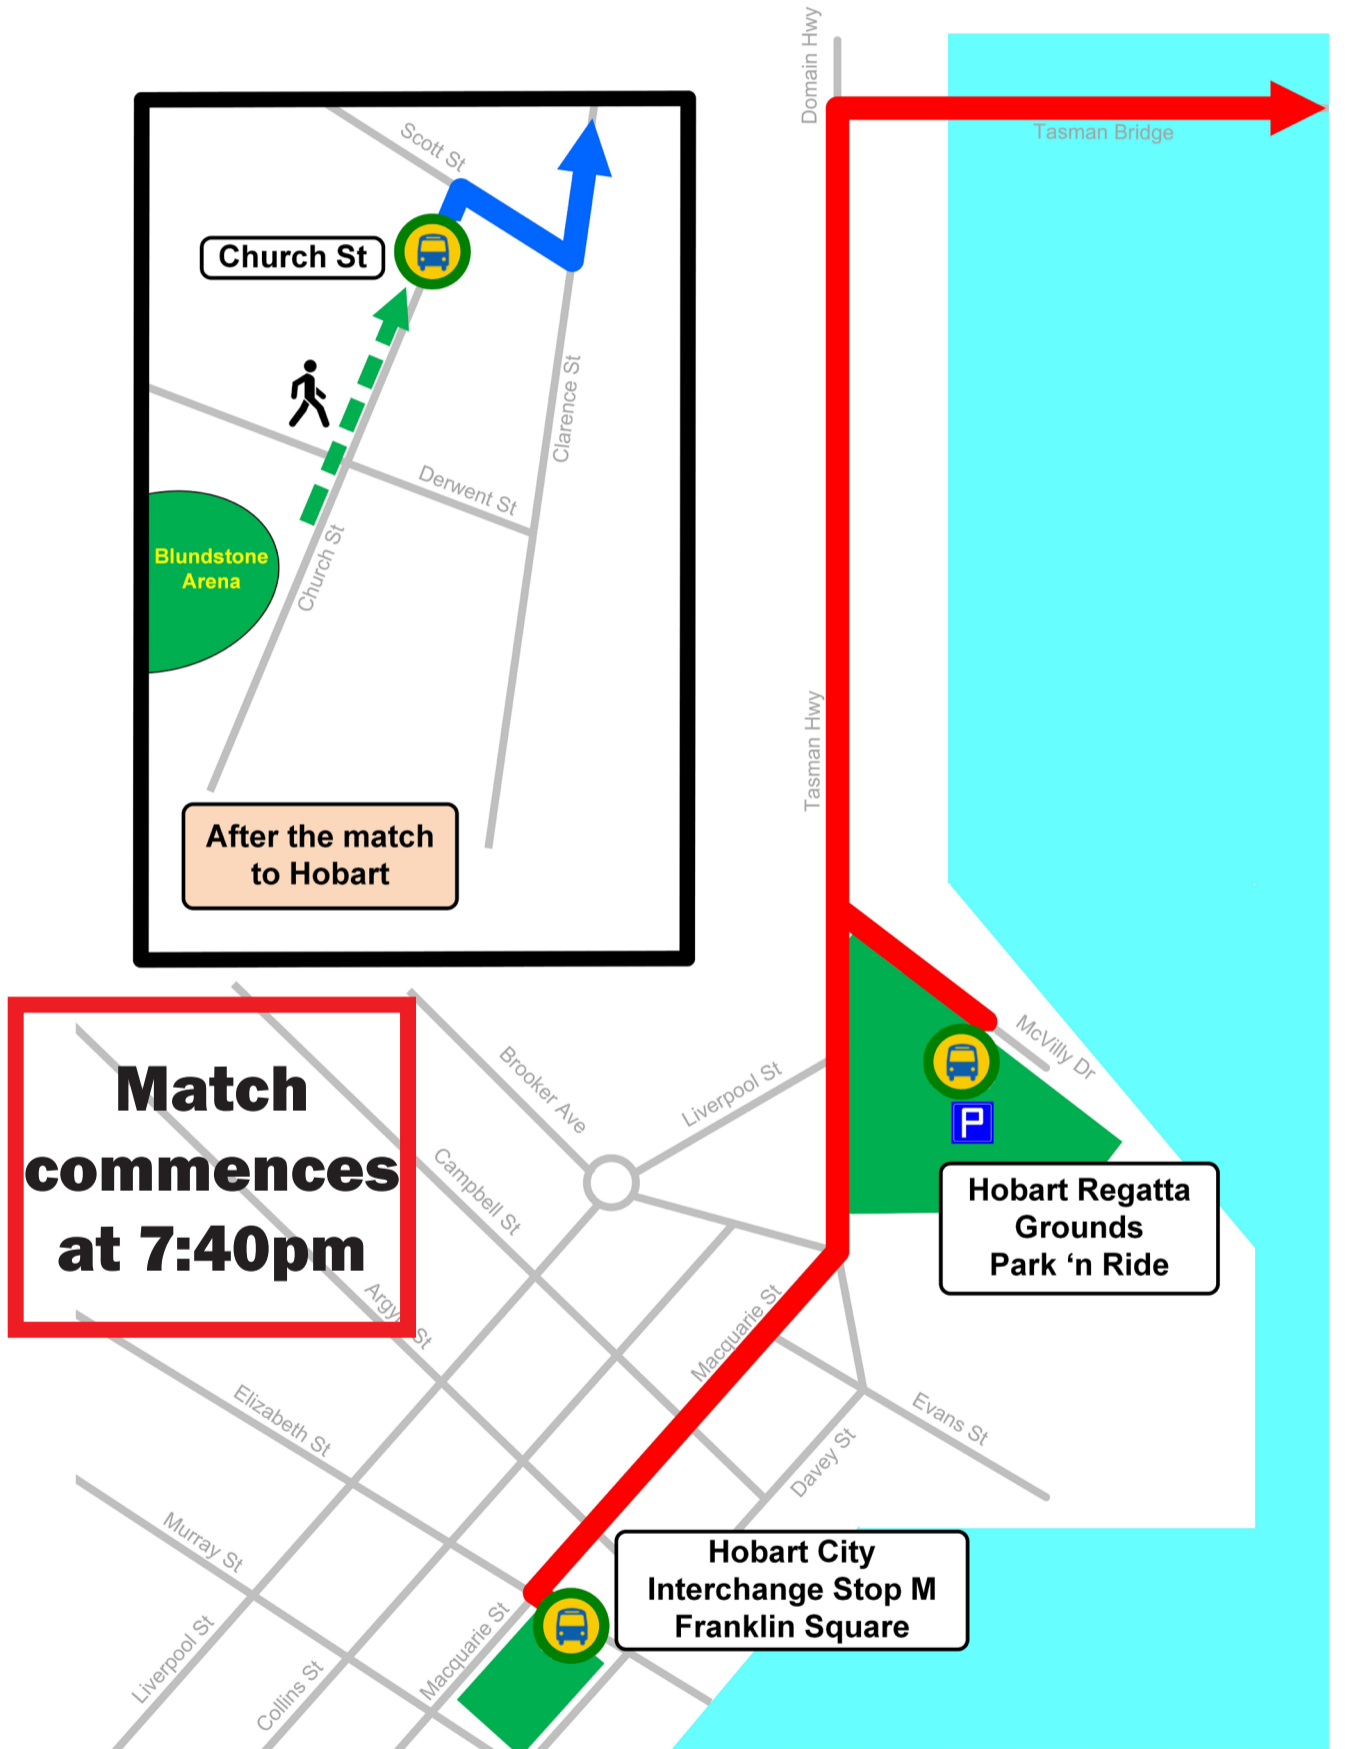 Domain Hwy
Tasman Bridge
Scott St
Church St
Clarence St
Derwent St
Church St
Blundstone
Arena
After the match
to Hobart
Tasman Hwy
Match
commences
at 7:40pm
Brooker Ave
Liverpool St
McVilly Dr
P
Hobart Regatta
Grounds
Park ‘n Ride
Campbell St
Argyle St
Macquarie St
Elizabeth St
Evans St
Davey St
Murray St
Hobart City
Interchange Stop M
Franklin Square
Liverpool St
Collins St
Macquarie St